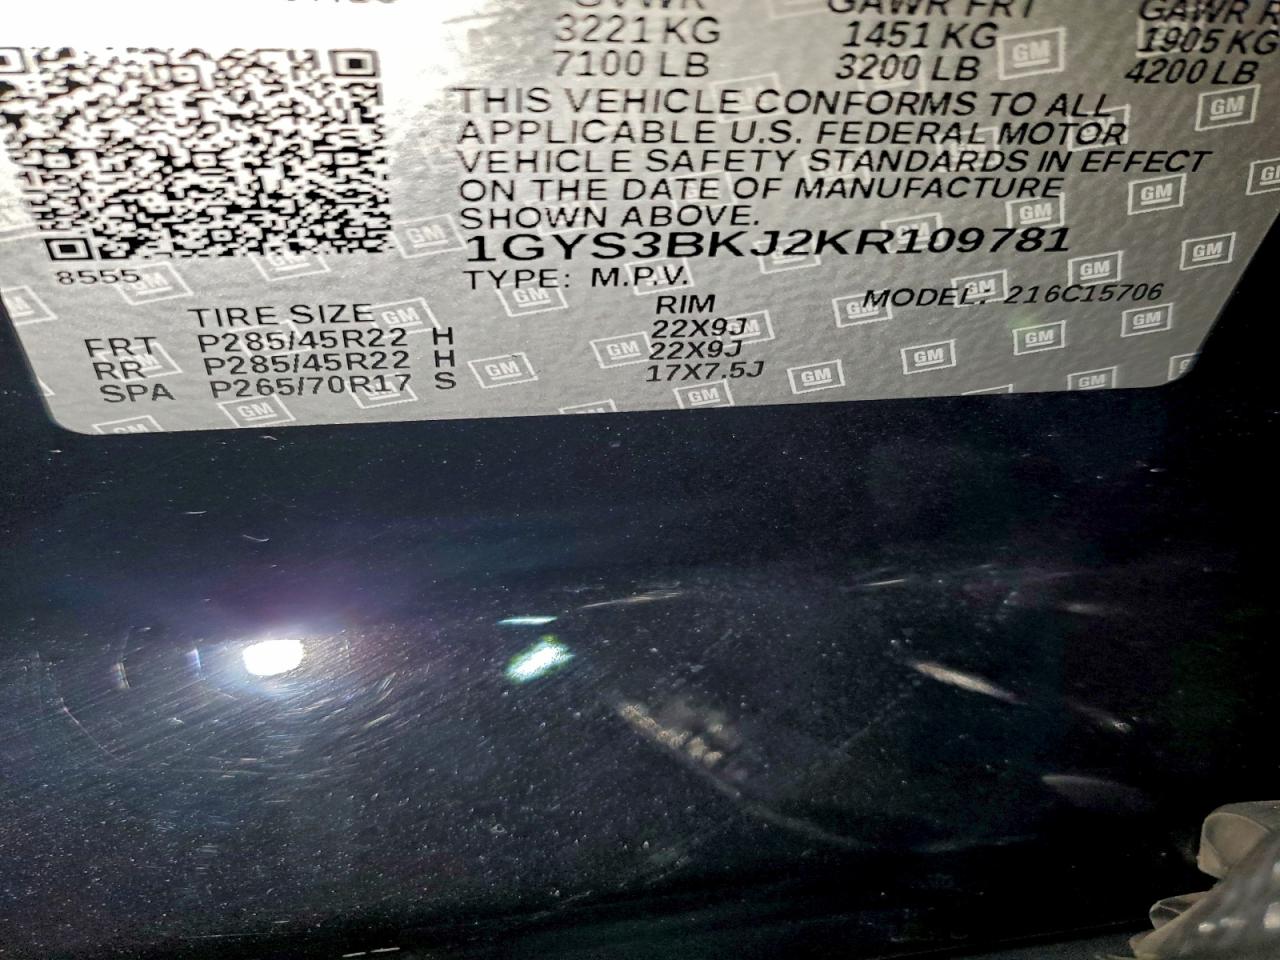 GVWR GAWR FRT GAWR R
3221 KG 1451 KG 1905 KG
7100 LB 3200 LB 4200 LB
THIS VEHICLE CONFORMS TO ALL
APPLICABLE U.S. FEDERAL MOTOR
VEHICLE SAFETY STANDARDS IN EFFECT
ON THE DATE OF MANUFACTURE
SHOWN ABOVE.
1GYS3BKJ2KR109781
8555 TYPE: M.P.V.
TIRE SIZE RIM MODEL: 216C15706
FRT P285/45R22 H 22X9J
RR P285/45R22 H 22X9J
SPA P265/70R17 S 17X7.5J